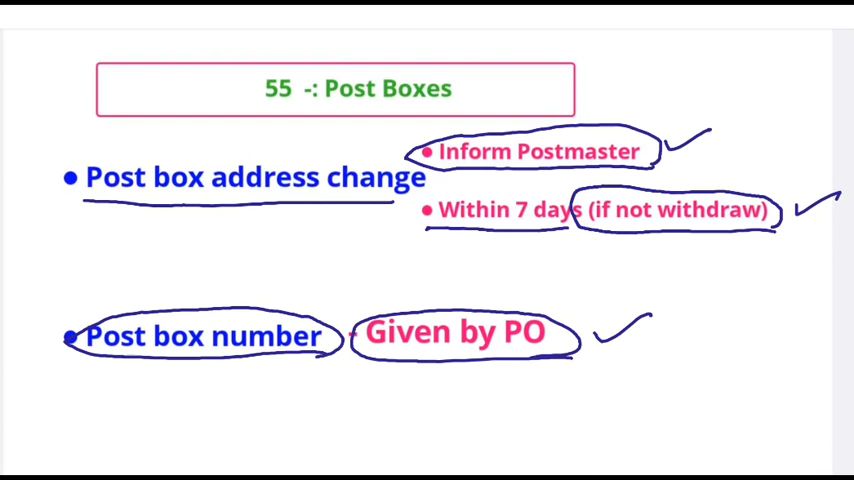 55 -: Post Boxes
• Inform Postmaster
• Post box address change
• Within 7 days (if not withdraw)
• Post box number - Given by PO